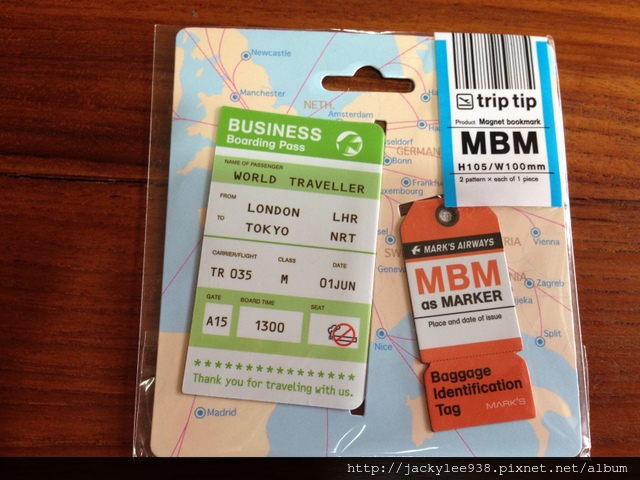 Newcastle
Manchester
NETH.
Amsterdam
GERMAN
Bonn
Frankf
uxembourg
Vienna
Zagreb
Split
Nice
Madrid
trip tip
Product Magnet bookmark
MBM
H105/W100mm
2 pattern × each of 1 piece
BUSINESS
Boarding Pass
NAME OF PASSENGER
WORLD TRAVELLER
FROM
LONDON LHR
TO
TOKYO NRT
CARRIER/FLIGHT CLASS DATE
TR 035 M 01JUN
GATE BOARD TIME SEAT
A15 1300
Thank you for traveling with us.
MARK'S AIRWAYS
MBM
as MARKER
Place and date of issue
Baggage
Identification
Tag
MARK'S
http://jackylee938.pixnet.net/album